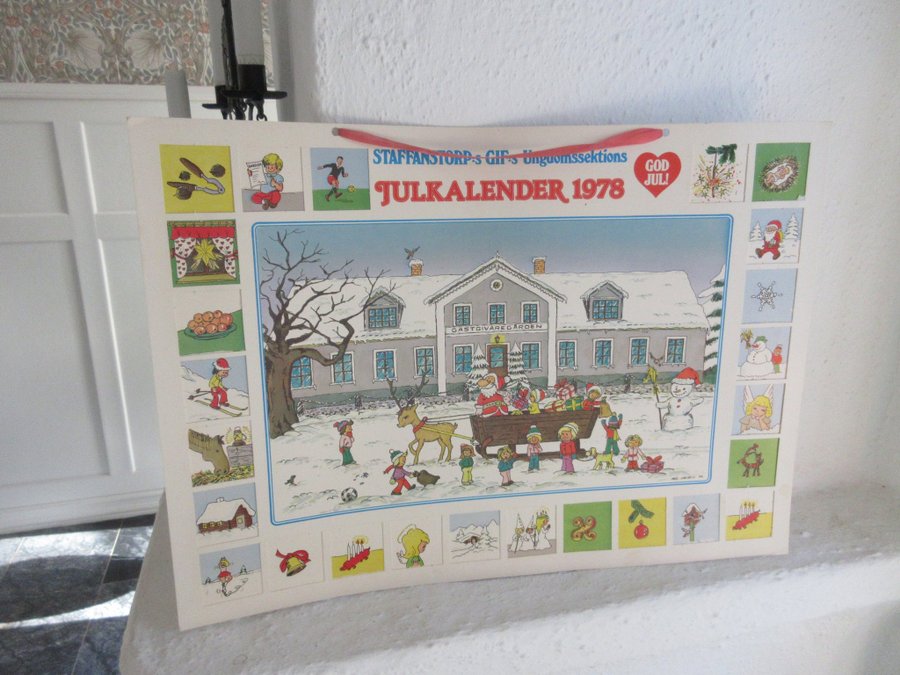 STAFFANSTORP:s GIF:s Ungdomssektions
JULKALENDER 1978
GOD
JUL!
GÄSTGIVAREGÅRDEN